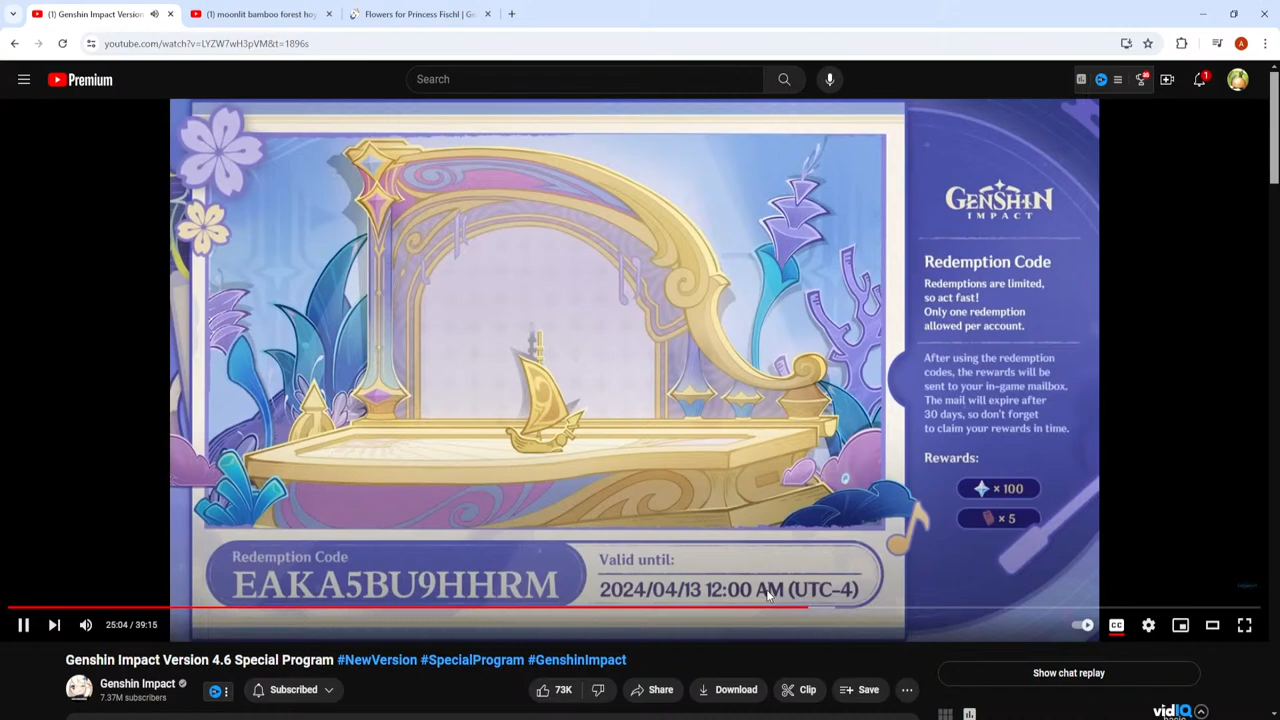 (1) Genshin Impact Version
(1) moonlit bamboo forest hoy
Flowers for Princess Fischl | Ge
youtube.com/watch?v=LYZW7wH3pVM&t=1896s
A
Premium
Search
1
GENSHIN
IMPACT
Redemption Code
Redemptions are limited,
so act fast!
Only one redemption
allowed per account.
After using the redemption
codes, the rewards will be
sent to your in-game mailbox.
The mail will expire after
30 days, so don't forget
to claim your rewards in time.
Rewards:
× 100
× 5
Redemption Code
EAKA5BU9HHRM
Valid until:
2024/04/13 12:00 AM (UTC-4)
25:04 / 39:15
CC
Genshin Impact Version 4.6 Special Program #NewVersion #SpecialProgram #GenshinImpact
Genshin Impact
7.37M subscribers
Subscribed
73K
Share
Download
Clip
Save
Show chat replay
vidIQ
basic